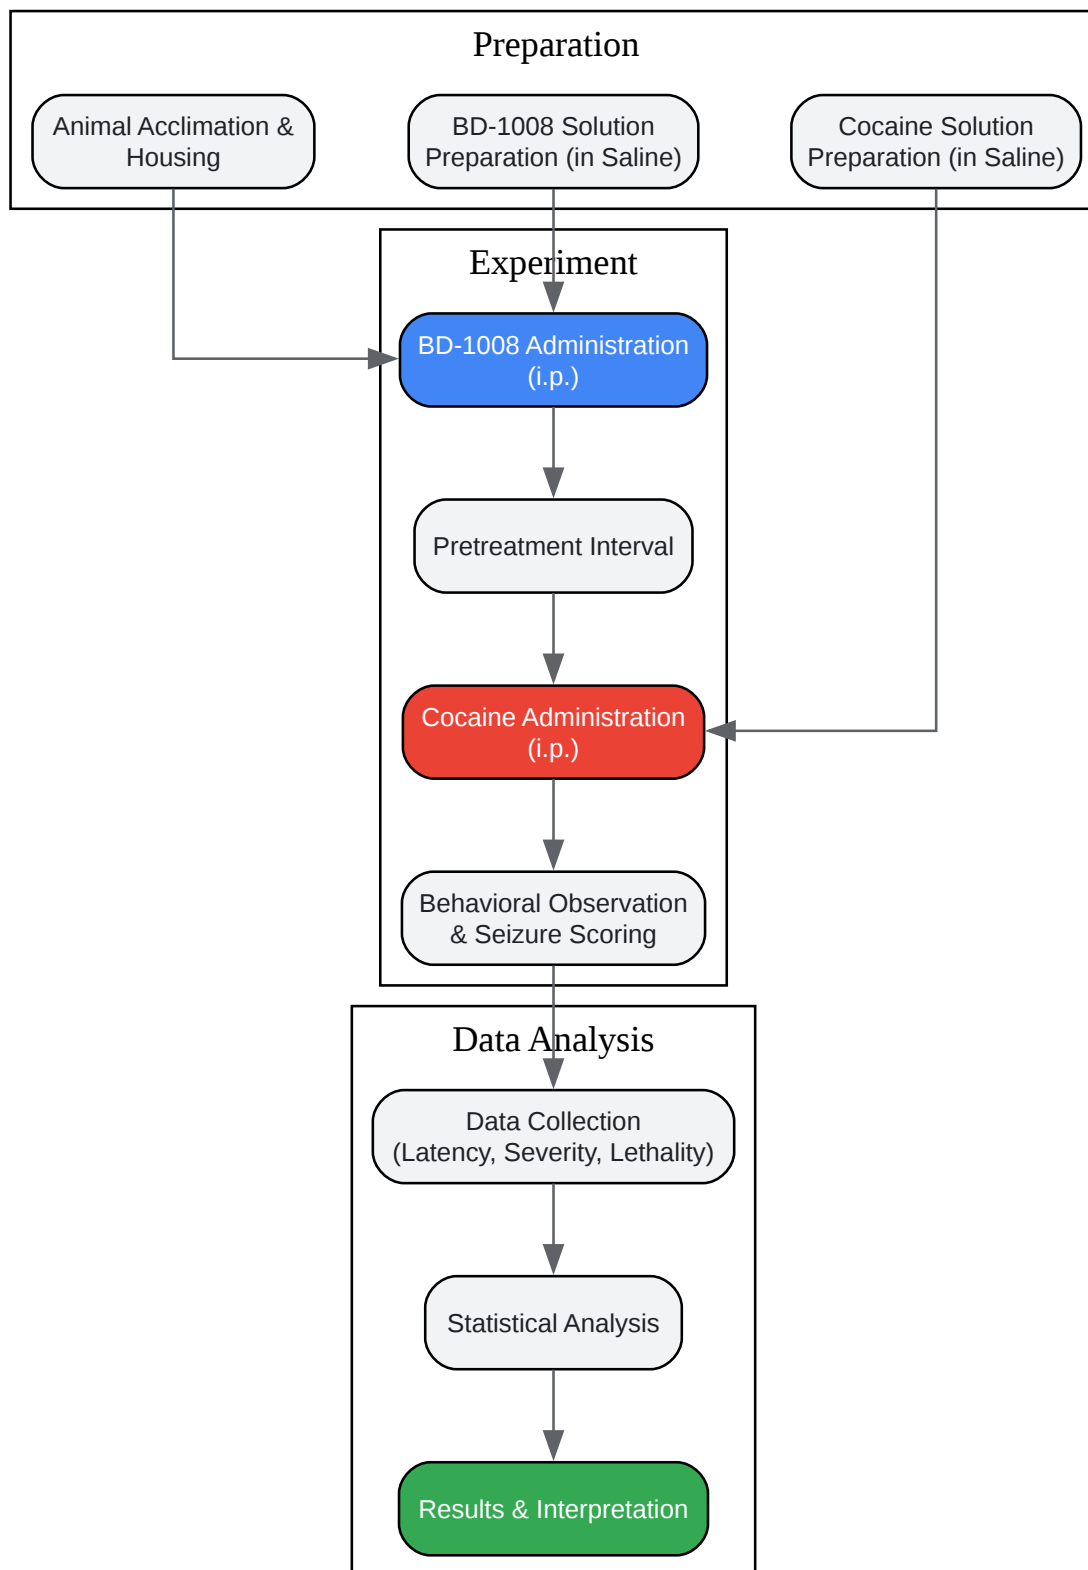 Preparation
Animal Acclimation &
Housing
BD-1008 Solution
Preparation (in Saline)
Cocaine Solution
Preparation (in Saline)
Experiment
BD-1008 Administration
(i.p.)
Pretreatment Interval
Cocaine Administration
(i.p.)
Behavioral Observation
& Seizure Scoring
Data Analysis
Data Collection
(Latency, Severity, Lethality)
Statistical Analysis
Results & Interpretation